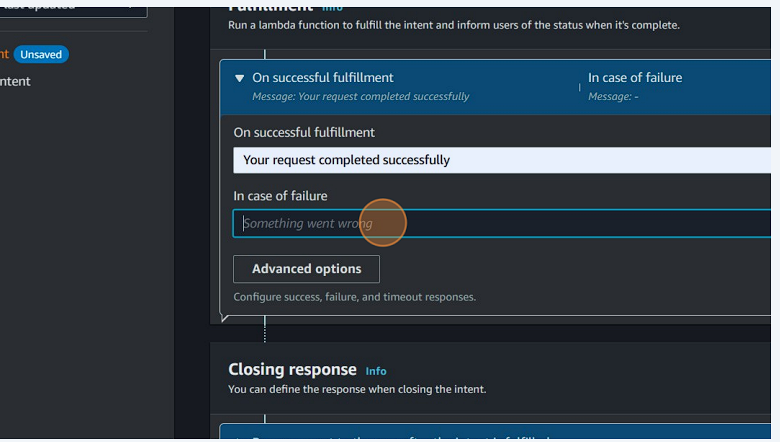 last updated
Fulfillment Info
Run a lambda function to fulfill the intent and inform users of the status when it's complete.
nt Unsaved
ntent
On successful fulfillment
Message: Your request completed successfully
In case of failure
Message: -
On successful fulfillment
Your request completed successfully
In case of failure
Something went wrong
Advanced options
Configure success, failure, and timeout responses.
Closing response Info
You can define the response when closing the intent.